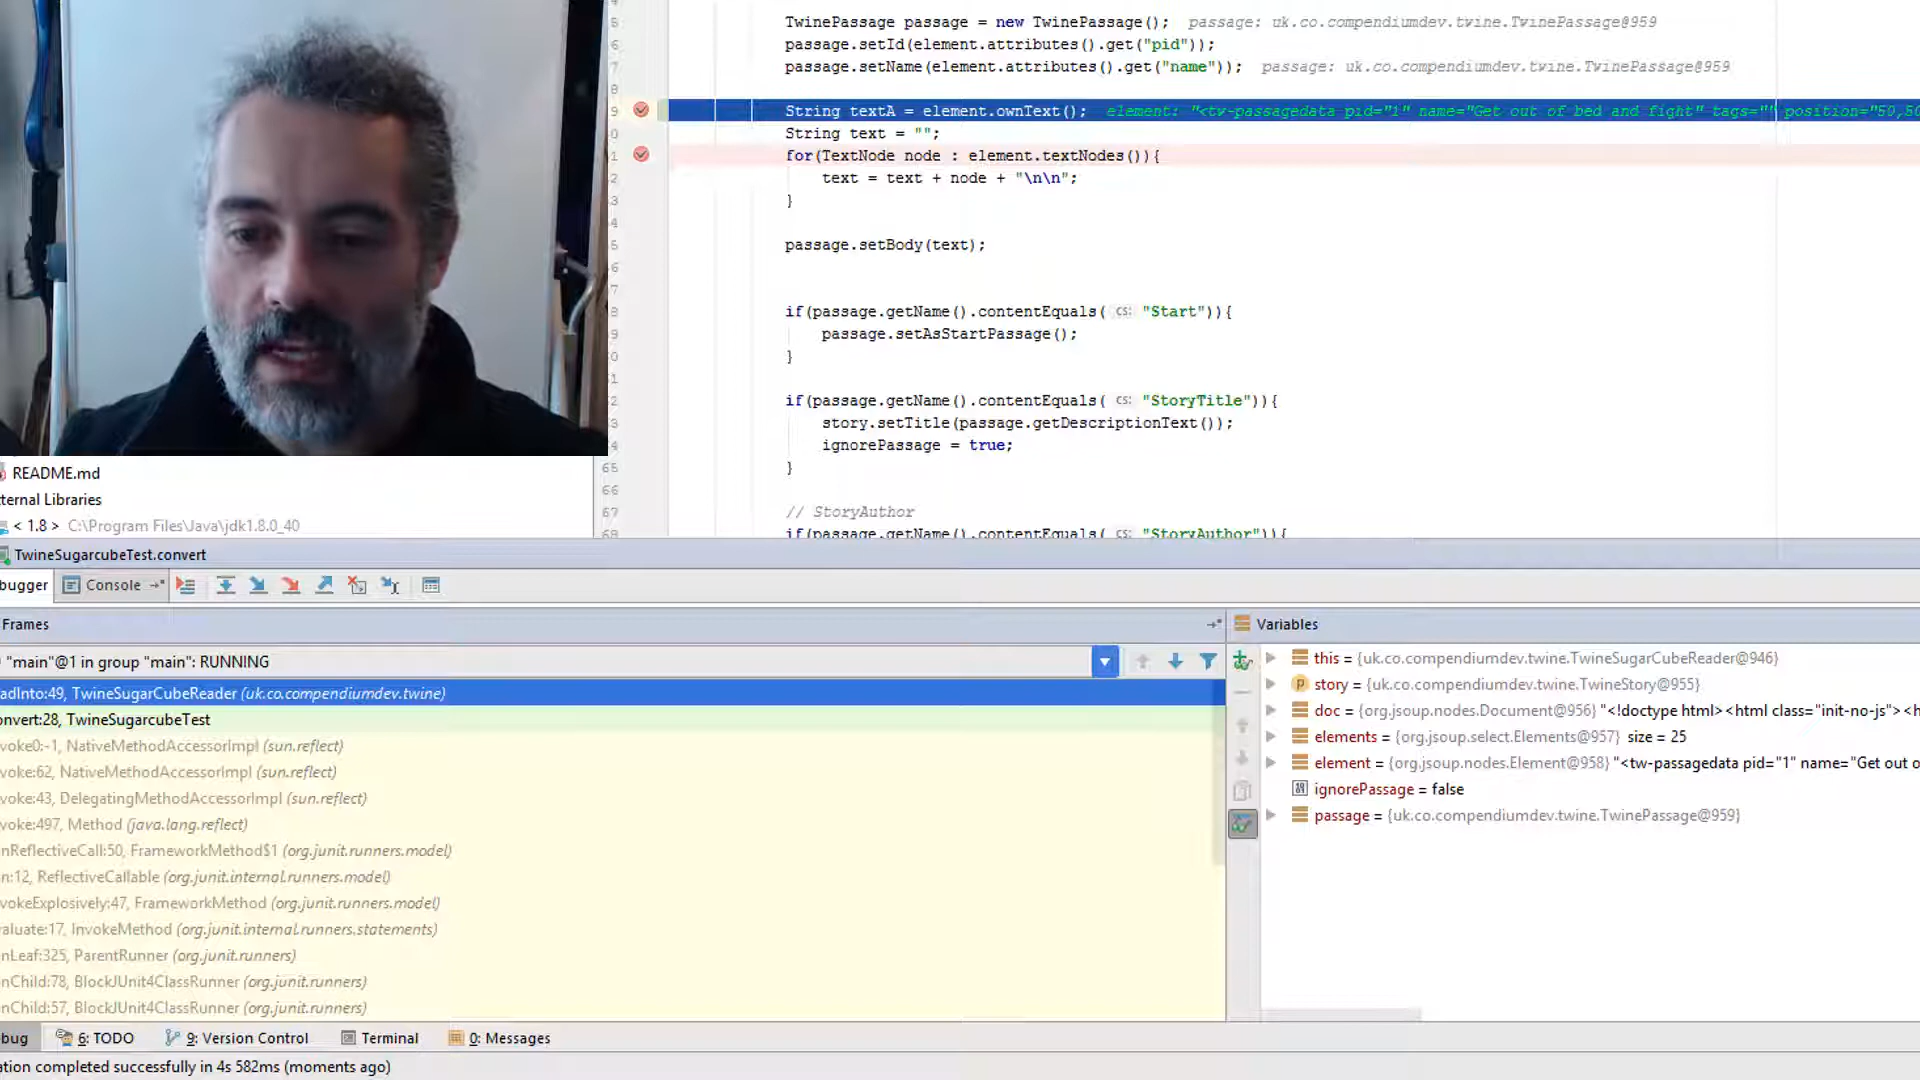 TwinePassage passage = new TwinePassage(); passage: uk.co.compendiumdev.twine.TwinePassage@959
passage.setId(element.attributes().get("pid"));
passage.setName(element.attributes().get("name")); passage: uk.co.compendiumdev.twine.TwinePassage@959
String textA = element.ownText(); element: "<tw-passagedata pid="1" name="Get out of bed and fight" tags="" position="50,50
String text = "";
for(TextNode node : element.textNodes()){
text = text + node + "\n\n";
}
passage.setBody(text);
if(passage.getName().contentEquals( cs: "Start")){
passage.setAsStartPassage();
}
if(passage.getName().contentEquals( cs: "StoryTitle")){
story.setTitle(passage.getDescriptionText());
ignorePassage = true;
65 }
66
67 // StoryAuthor
68 if(passage.getName().contentEquals( cs: "StoryAuthor")){
README.md
ternal Libraries
< 1.8 > C:\Program Files\Java\jdk1.8.0_40
TwineSugarcubeTest.convert
bugger Console
Frames
"main"@1 in group "main": RUNNING
adInto:49, TwineSugarCubeReader (uk.co.compendiumdev.twine)
onvert:28, TwineSugarcubeTest
voke0:-1, NativeMethodAccessorImpl (sun.reflect)
voke:62, NativeMethodAccessorImpl (sun.reflect)
voke:43, DelegatingMethodAccessorImpl (sun.reflect)
voke:497, Method (java.lang.reflect)
nReflectiveCall:50, FrameworkMethod$1 (org.junit.runners.model)
n:12, ReflectiveCallable (org.junit.internal.runners.model)
vokeExplosively:47, FrameworkMethod (org.junit.runners.model)
aluate:17, InvokeMethod (org.junit.internal.runners.statements)
nLeaf:325, ParentRunner (org.junit.runners)
nChild:78, BlockJUnit4ClassRunner (org.junit.runners)
nChild:57, BlockJUnit4ClassRunner (org.junit.runners)
Variables
this = {uk.co.compendiumdev.twine.TwineSugarCubeReader@946}
story = {uk.co.compendiumdev.twine.TwineStory@955}
doc = {org.jsoup.nodes.Document@956} "<!doctype html><html class="init-no-js"><h
elements = {org.jsoup.select.Elements@957} size = 25
element = {org.jsoup.nodes.Element@958} "<tw-passagedata pid="1" name="Get out o
ignorePassage = false
passage = {uk.co.compendiumdev.twine.TwinePassage@959}
bug 6: TODO 9: Version Control Terminal 0: Messages
ation completed successfully in 4s 582ms (moments ago)